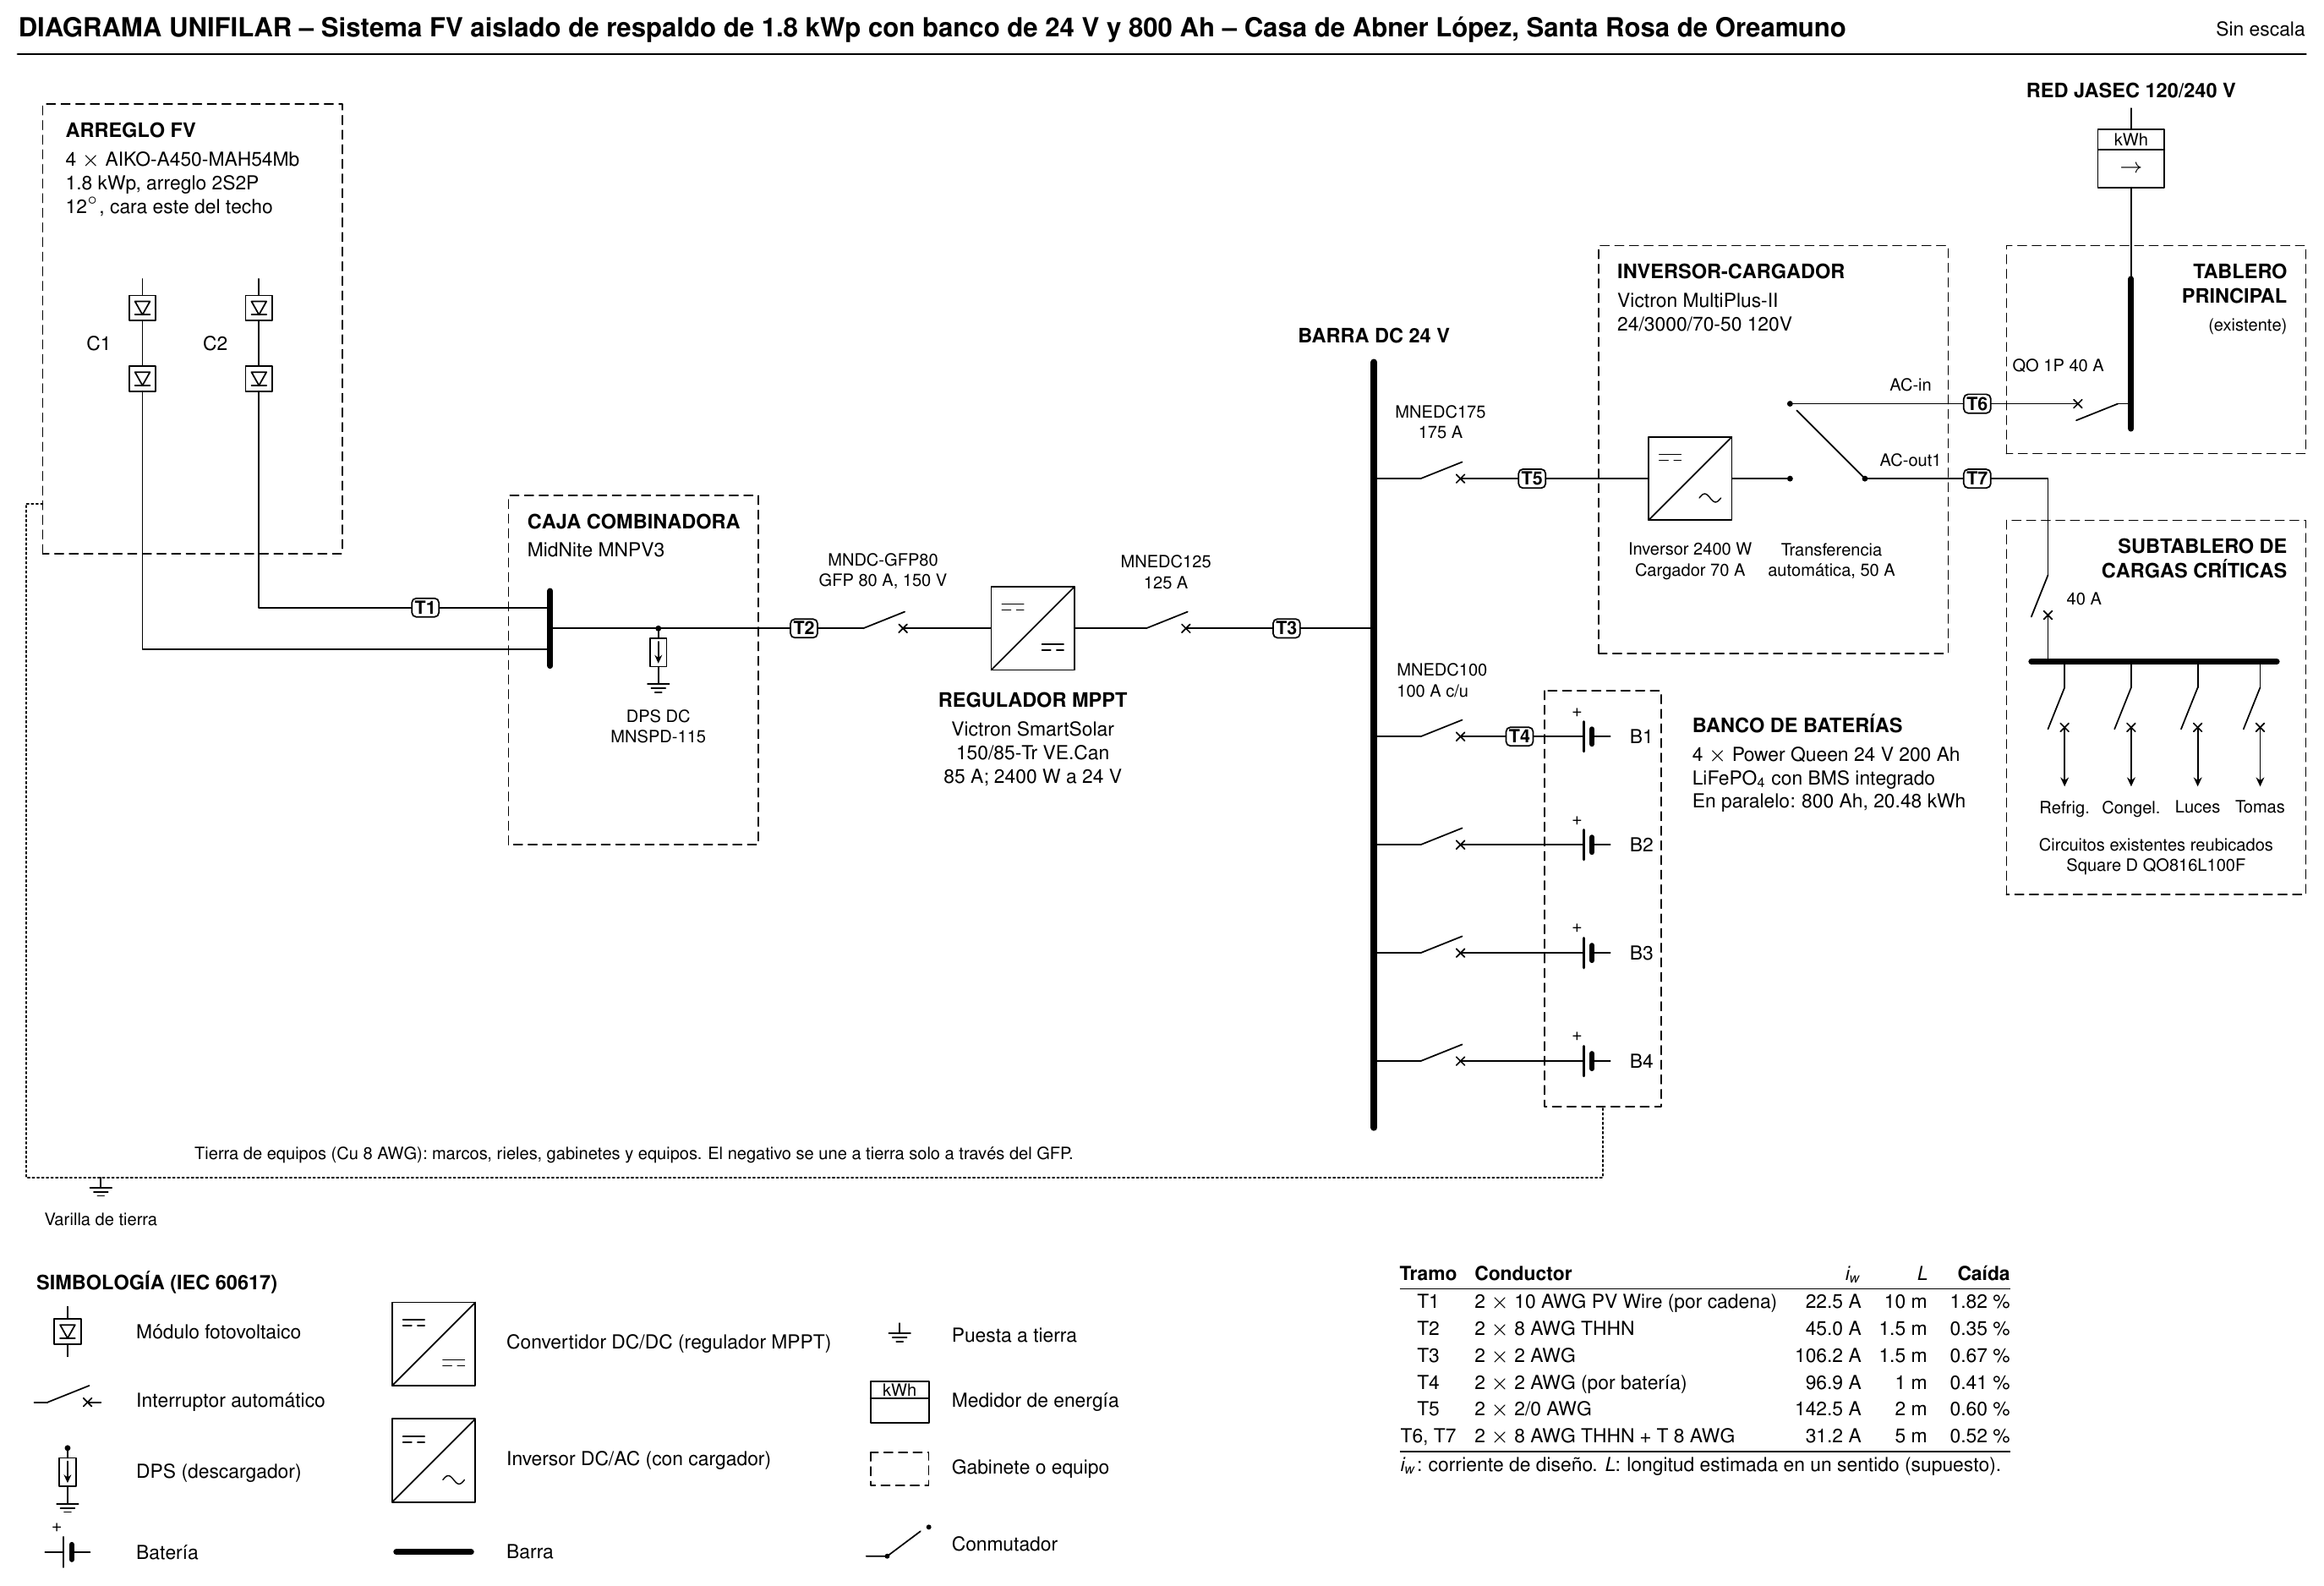 DIAGRAMA UNIFILAR – Sistema FV aislado de respaldo de 1.8 kWp con banco de 24 V y 800 Ah – Casa de Abner López, Santa Rosa de Oreamuno
Sin escala
ARREGLO FV
4 × AIKO-A450-MAH54Mb
1.8 kWp, arreglo 2S2P
12°, cara este del techo
C1
C2
T1
CAJA COMBINADORA
MidNite MNPV3
DPS DC
MNSPD-115
T2
MNDC-GFP80
GFP 80 A, 150 V
REGULADOR MPPT
Victron SmartSolar
150/85-Tr VE.Can
85 A; 2400 W a 24 V
MNEDC125
125 A
T3
BARRA DC 24 V
MNEDC175
175 A
T5
MNEDC100
100 A c/u
T4
+
B1
+
B2
+
B3
+
B4
BANCO DE BATERÍAS
4 × Power Queen 24 V 200 Ah
LiFePO₄ con BMS integrado
En paralelo: 800 Ah, 20.48 kWh
INVERSOR-CARGADOR
Victron MultiPlus-II
24/3000/70-50 120V
AC-in
AC-out1
Inversor 2400 W
Cargador 70 A
Transferencia
automática, 50 A
T6
T7
RED JASEC 120/240 V
kWh
→
TABLERO
PRINCIPAL
(existente)
QO 1P 40 A
SUBTABLERO DE
CARGAS CRÍTICAS
40 A
Refrig. Congel. Luces Tomas
Circuitos existentes reubicados
Square D QO816L100F
Tierra de equipos (Cu 8 AWG): marcos, rieles, gabinetes y equipos. El negativo se une a tierra solo a través del GFP.
Varilla de tierra
SIMBOLOGÍA (IEC 60617)
Módulo fotovoltaico
Interruptor automático
DPS (descargador)
+
Batería
Convertidor DC/DC (regulador MPPT)
Inversor DC/AC (con cargador)
Barra
Puesta a tierra
kWh
Medidor de energía
Gabinete o equipo
Conmutador
Tramo Conductor iw L Caída
T1 2 × 10 AWG PV Wire (por cadena) 22.5 A 10 m 1.82 %
T2 2 × 8 AWG THHN 45.0 A 1.5 m 0.35 %
T3 2 × 2 AWG 106.2 A 1.5 m 0.67 %
T4 2 × 2 AWG (por batería) 96.9 A 1 m 0.41 %
T5 2 × 2/0 AWG 142.5 A 2 m 0.60 %
T6, T7 2 × 8 AWG THHN + T 8 AWG 31.2 A 5 m 0.52 %
iw: corriente de diseño. L: longitud estimada en un sentido (supuesto).